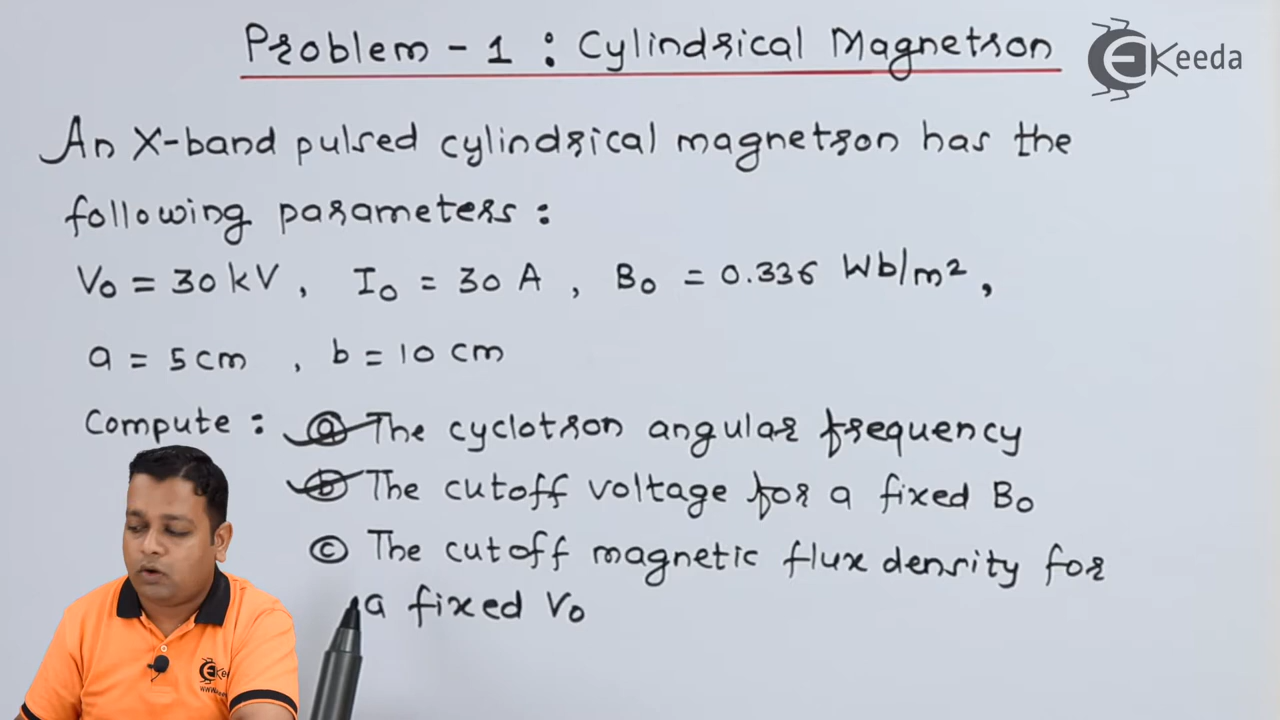 Problem - 1 : Cylindrical Magnetron
EKeeda
An X-band pulsed cylindrical magnetron has the
following parameters :
V₀ = 30 kV , I₀ = 30 A , B₀ = 0.336 Wb/m²,
a = 5 cm , b = 10 cm
Compute : ⓐ The cyclotron angular frequency
ⓑ The cutoff voltage for a fixed B₀
ⓒ The cutoff magnetic flux density for
a fixed V₀